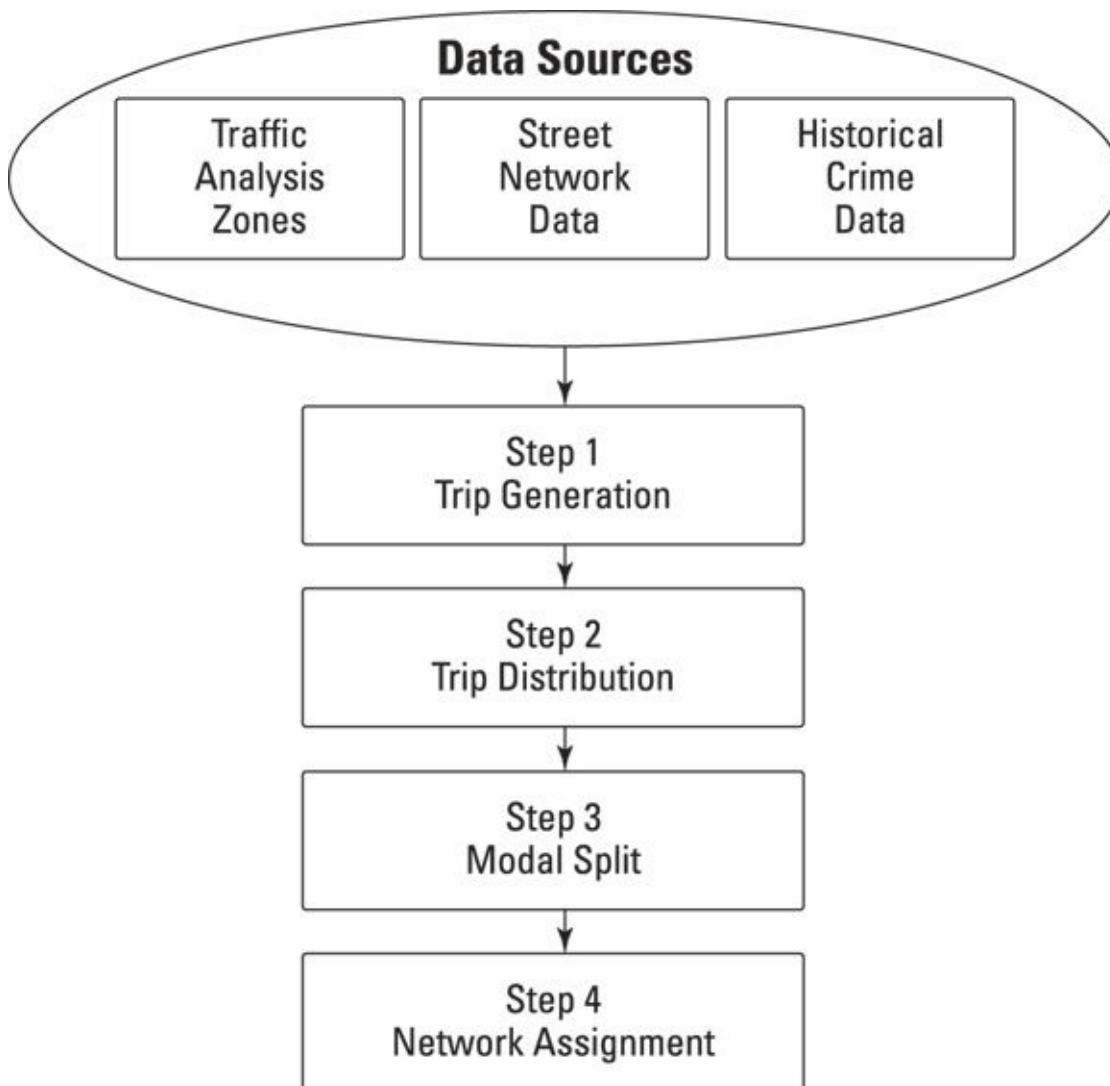 Data Sources
Traffic
Analysis
Zones
Street
Network
Data
Historical
Crime
Data
Step 1
Trip Generation
Step 2
Trip Distribution
Step 3
Modal Split
Step 4
Network Assignment